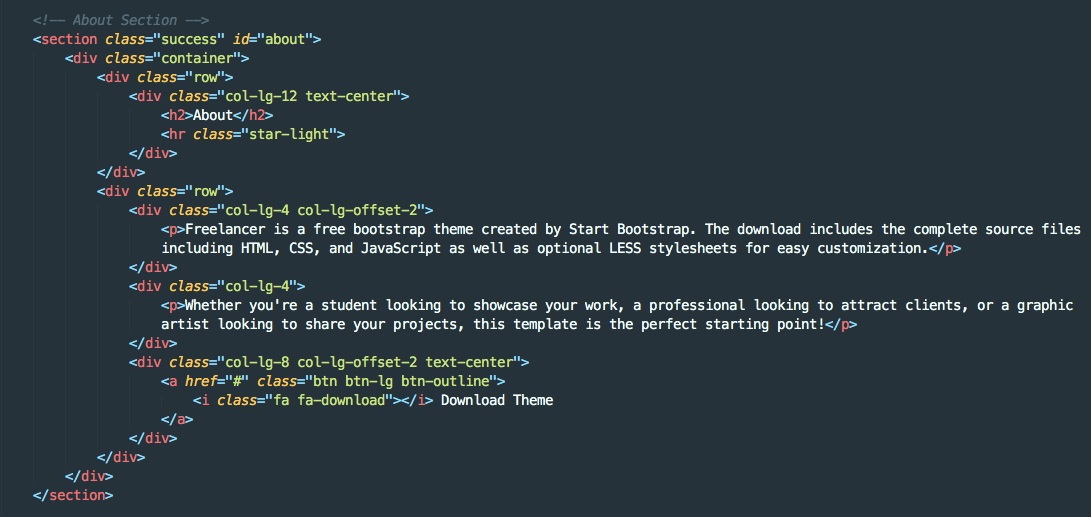 <!-- About Section -->
<section class="success" id="about">
    <div class="container">
        <div class="row">
            <div class="col-lg-12 text-center">
                <h2>About</h2>
                <hr class="star-light">
            </div>
        </div>
        <div class="row">
            <div class="col-lg-4 col-lg-offset-2">
                <p>Freelancer is a free bootstrap theme created by Start Bootstrap. The download includes the complete source files
                including HTML, CSS, and JavaScript as well as optional LESS stylesheets for easy customization.</p>
            </div>
            <div class="col-lg-4">
                <p>Whether you're a student looking to showcase your work, a professional looking to attract clients, or a graphic
                artist looking to share your projects, this template is the perfect starting point!</p>
            </div>
            <div class="col-lg-8 col-lg-offset-2 text-center">
                <a href="#" class="btn btn-lg btn-outline">
                    <i class="fa fa-download"></i> Download Theme
                </a>
            </div>
        </div>
    </div>
</section>